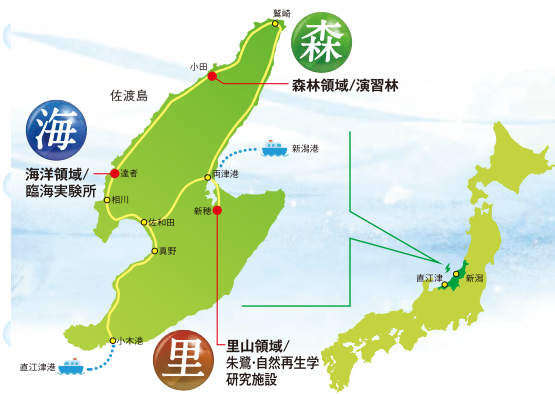 鷲崎
森
小田
森林領域/演習林
佐渡島
海
新潟港
海洋領域/
臨海実験所
達者
両津港
相川
新穂
佐和田
真野
直江津
新潟
小木港
直江津港
里
里山領域/
朱鷺・自然再生学
研究施設